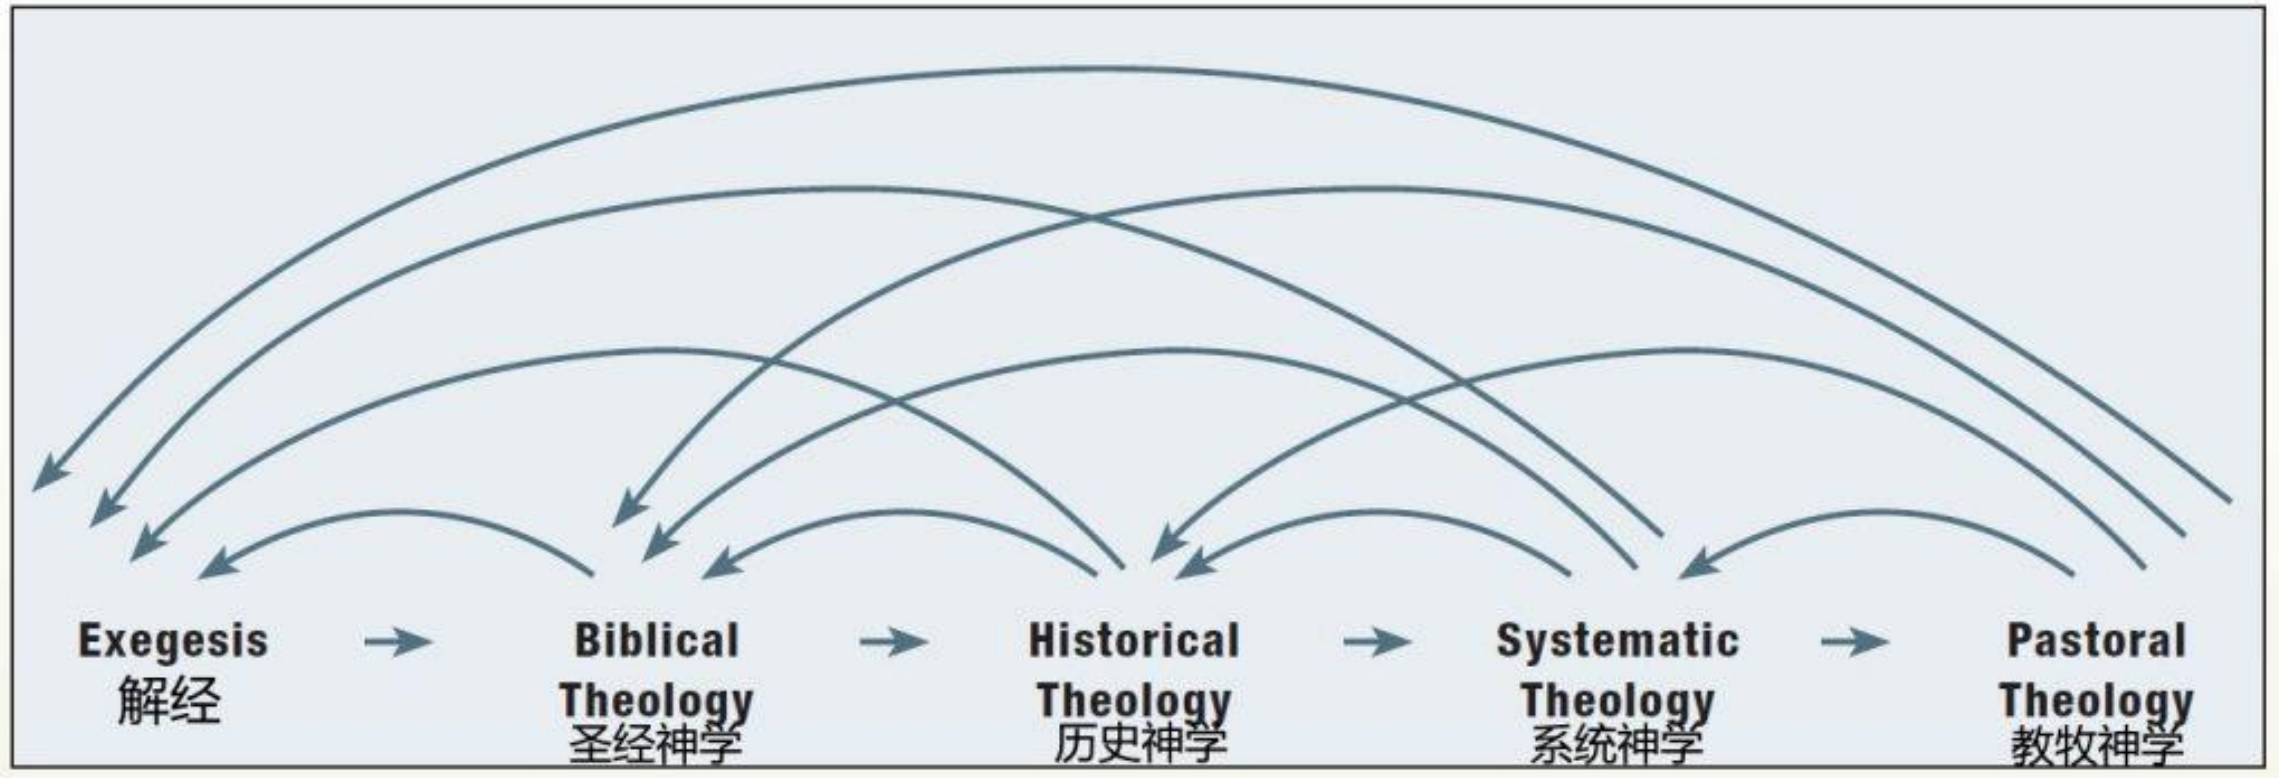 Exegesis
解经
Biblical
Theology
圣经神学
Historical
Theology
历史神学
Systematic
Theology
系统神学
Pastoral
Theology
教牧神学